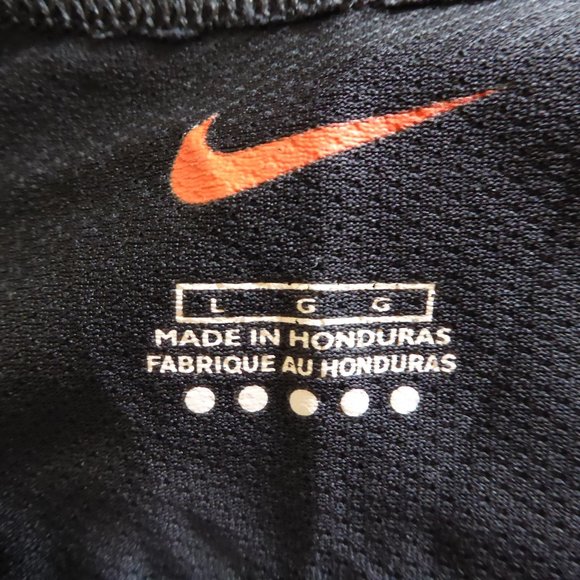 L G G
MADE IN HONDURAS
FABRIQUE AU HONDURAS